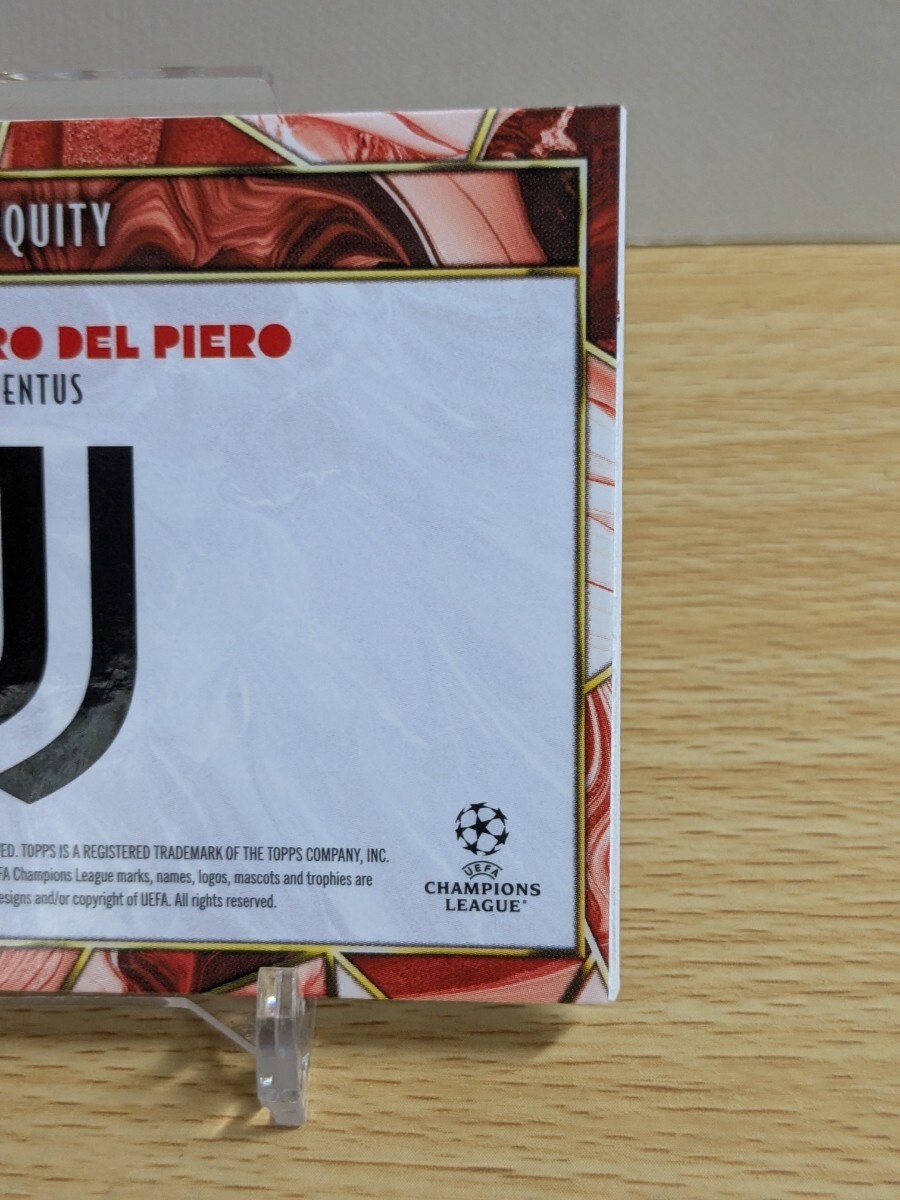 QUITY
RO DEL PIERO
ENTUS
ED. TOPPS IS A REGISTERED TRADEMARK OF THE TOPPS COMPANY, INC.
FA Champions League marks, names, logos, mascots and trophies are
esigns and/or copyright of UEFA. All rights reserved.
UEFA
CHAMPIONS
LEAGUE®